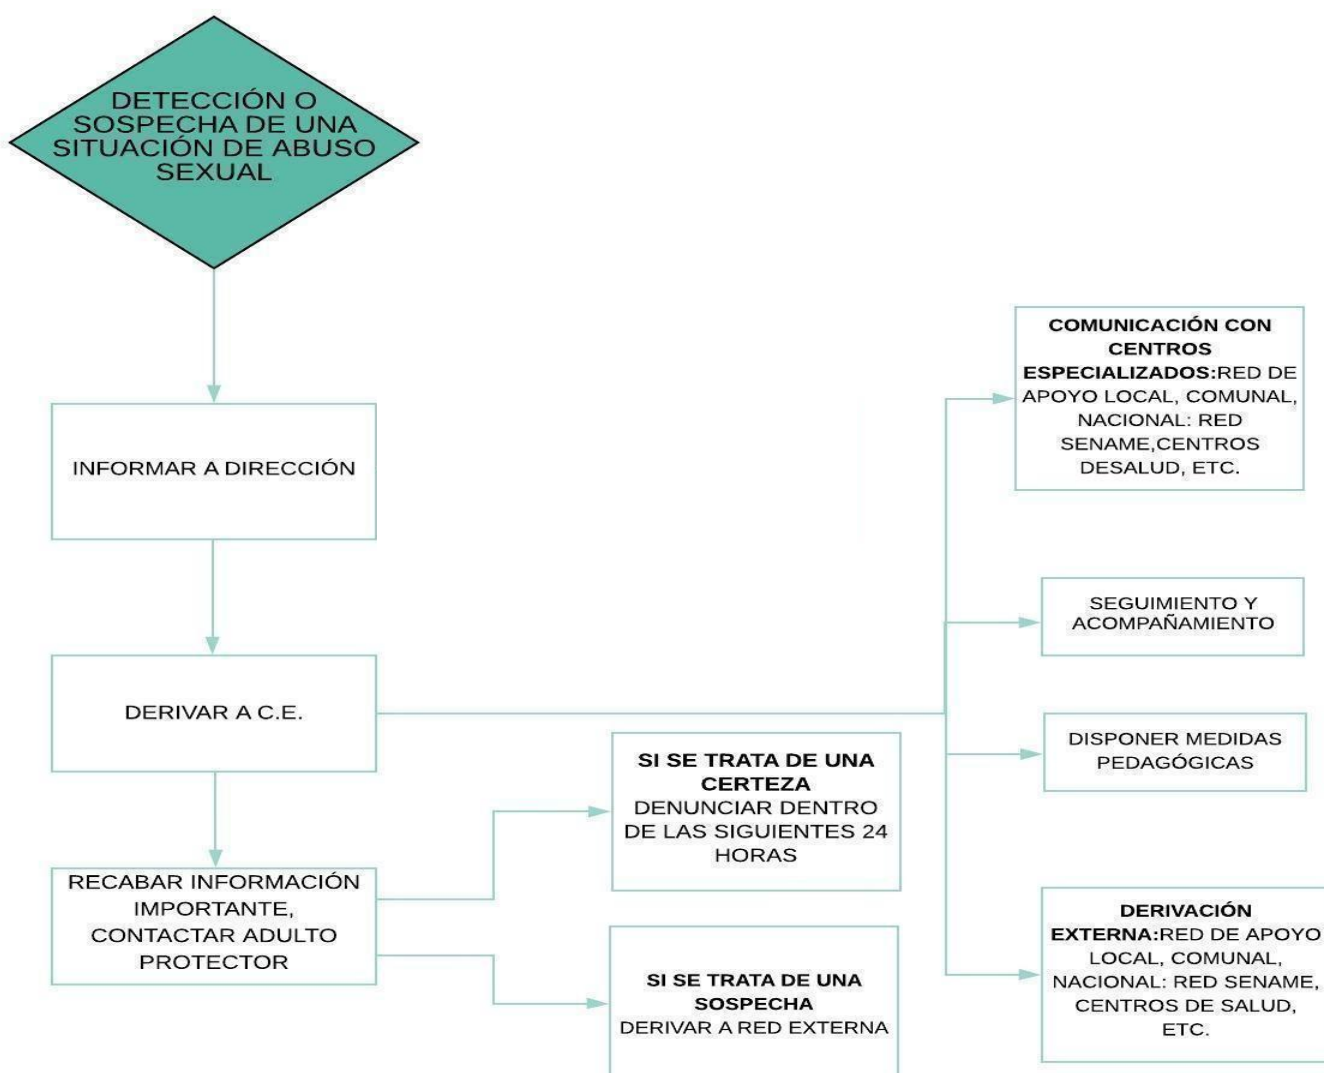 DETECCIÓN O
SOSPECHA DE UNA
SITUACIÓN DE ABUSO
SEXUAL
INFORMAR A DIRECCIÓN
DERIVAR A C.E.
RECABAR INFORMACIÓN
IMPORTANTE,
CONTACTAR ADULTO
PROTECTOR
SI SE TRATA DE UNA
CERTEZA
DENUNCIAR DENTRO
DE LAS SIGUIENTES 24
HORAS
SI SE TRATA DE UNA
SOSPECHA
DERIVAR A RED EXTERNA
COMUNICACIÓN CON
CENTROS
ESPECIALIZADOS:RED DE
APOYO LOCAL, COMUNAL,
NACIONAL: RED
SENAME,CENTROS
DESALUD, ETC.
SEGUIMIENTO Y
ACOMPAÑAMIENTO
DISPONER MEDIDAS
PEDAGÓGICAS
DERIVACIÓN
EXTERNA:RED DE APOYO
LOCAL, COMUNAL,
NACIONAL: RED SENAME,
CENTROS DE SALUD,
ETC.